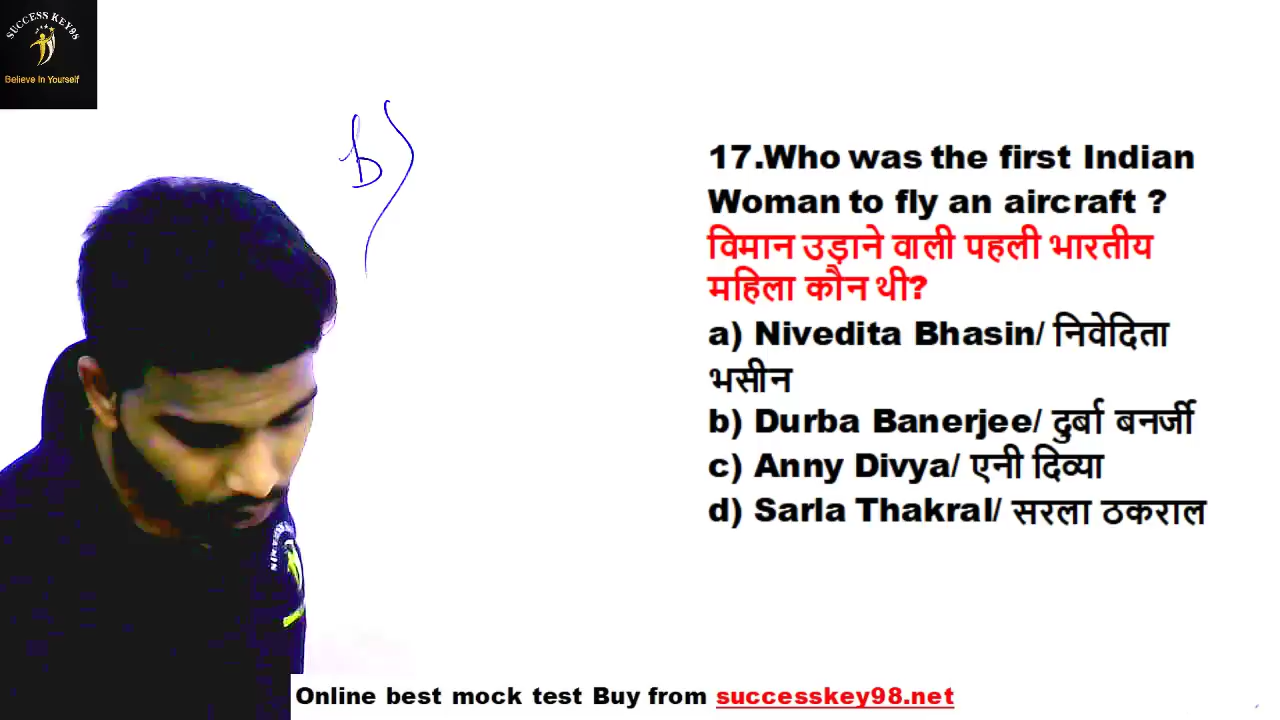 SUCCESS KEY98
Believe In Yourself
b)
17.Who was the first Indian
Woman to fly an aircraft ?
विमान उड़ाने वाली पहली भारतीय
महिला कौन थी?
a) Nivedita Bhasin/ निवेदिता
भसीन
b) Durba Banerjee/ दुर्बा बनर्जी
c) Anny Divya/ एनी दिव्या
d) Sarla Thakral/ सरला ठकराल
Online best mock test Buy from successkey98.net